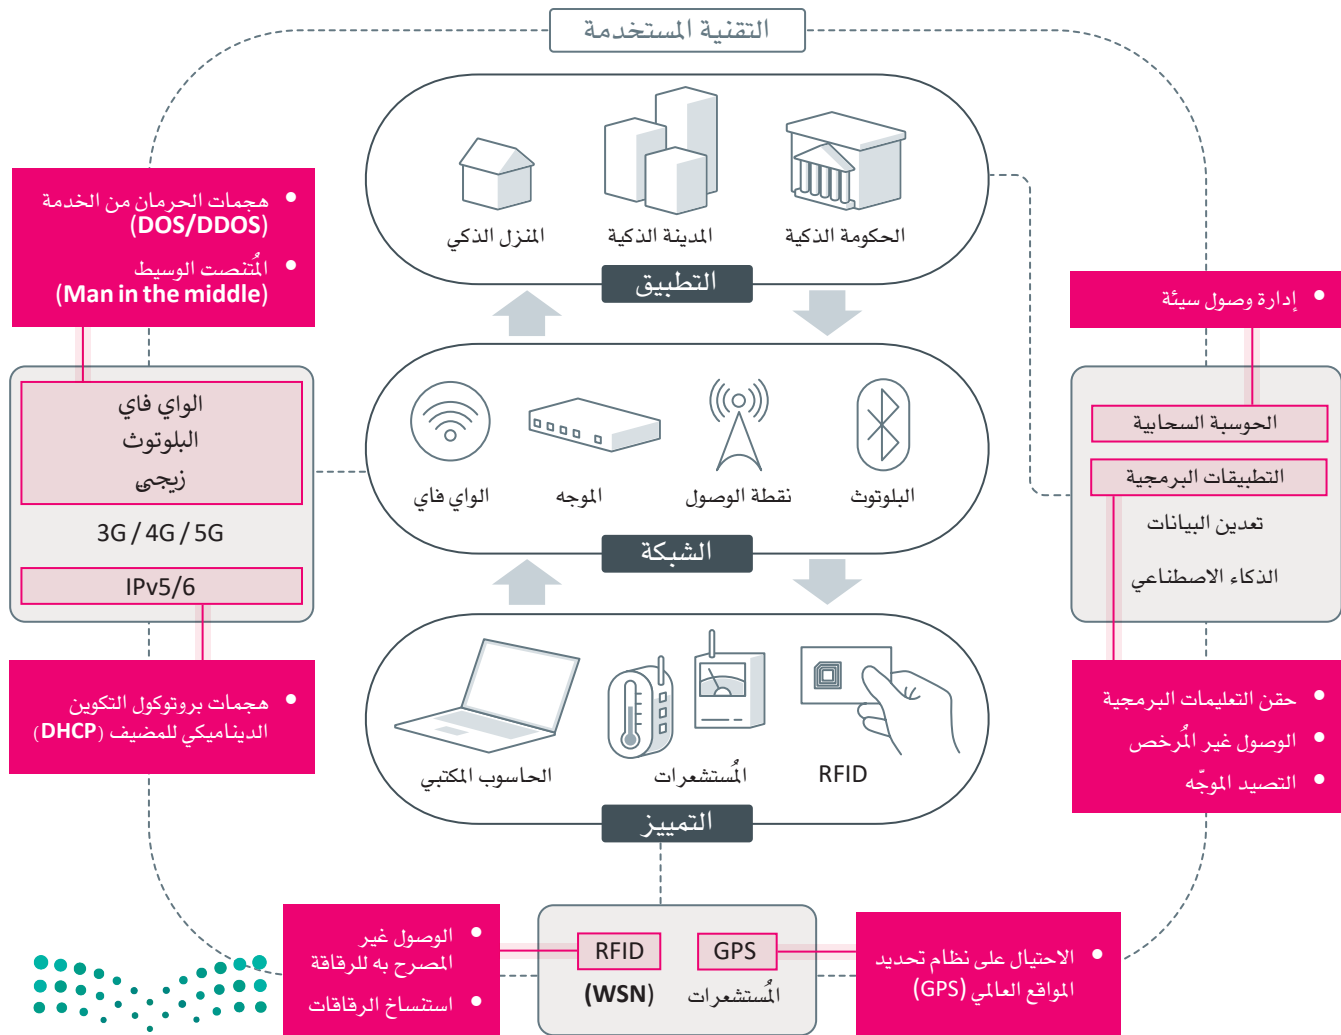 التقنية المستخدمة
الحكومة الذكية
المدينة الذكية
المنزل الذكي
التطبيق
البلوتوث
نقطة الوصول
الموجه
الواي فاي
الشبكة
RFID
المُستشعرات
الحاسوب المكتبي
التمييز
• إدارة وصول سيئة
الحوسبة السحابية
التطبيقات البرمجية
تعدين البيانات
الذكاء الاصطناعي
• حقن التعليمات البرمجية
• الوصول غير المُرخص
• التصيد الموجّه
• هجمات الحرمان من الخدمة
(DOS/DDOS)
• المُتنصت الوسيط
(Man in the middle)
الواي فاي
البلوتوث
زيجي
3G / 4G / 5G
IPv5/6
• هجمات بروتوكول التكوين
الديناميكي للمضيف (DHCP)
• الاحتيال على نظام تحديد
المواقع العالمي (GPS)
GPS
المُستشعرات
RFID
(WSN)
• الوصول غير
المصرح به للرقاقة
• استنساخ الرقاقات